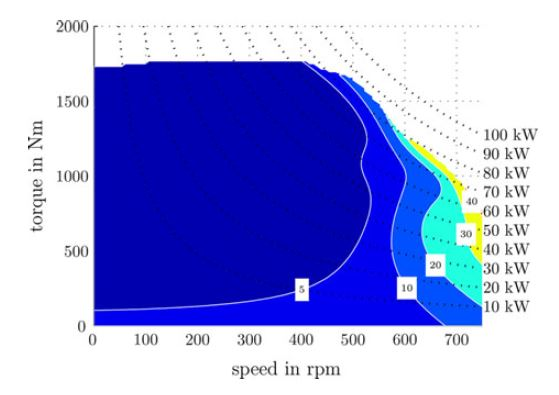 2000
1500
1000
500
0
torque in Nm
0 100 200 300 400 500 600 700
speed in rpm
100 kW
90 kW
80 kW
70 kW
60 kW
50 kW
40 kW
30 kW
20 kW
10 kW
40
30
20
10
5